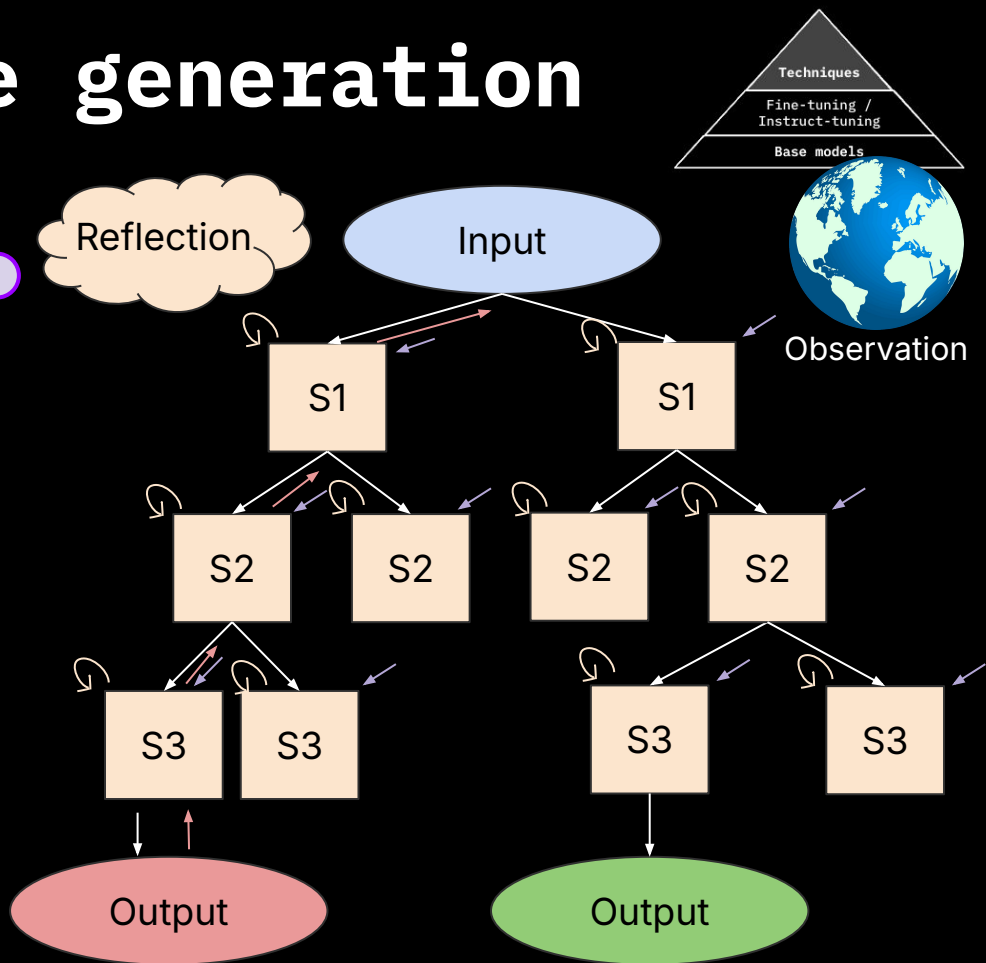 e generation
Techniques
Fine-tuning /
Instruct-tuning
Base models
Reflection
Input
Observation
S1
S1
S2
S2
S2
S2
S3
S3
S3
S3
Output
Output